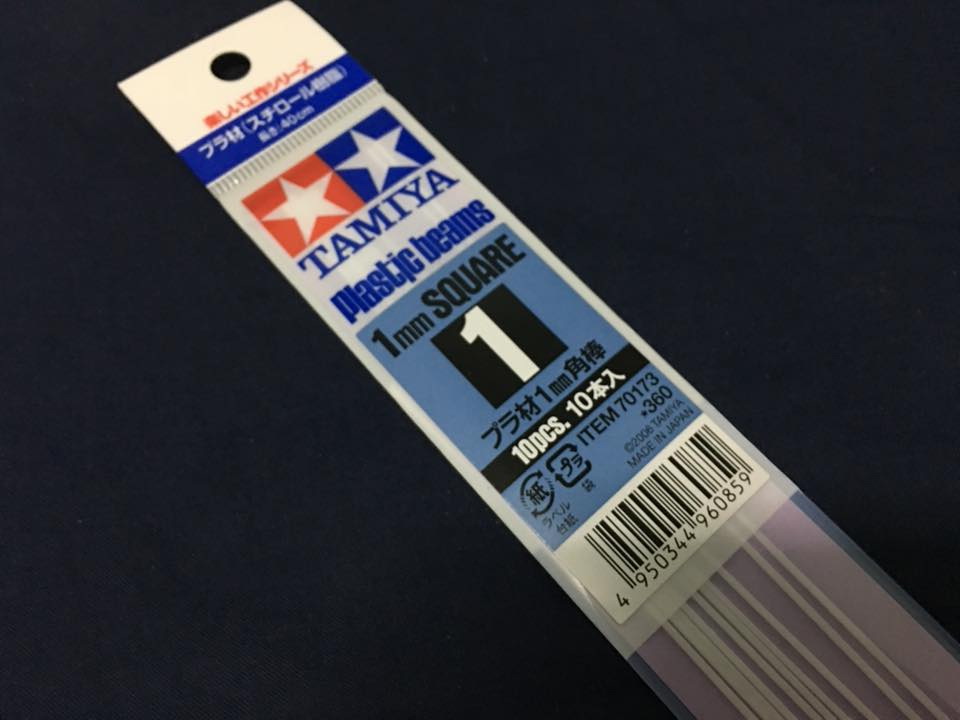 楽しい工作シリーズ
プラ材(スチロール樹脂)
長さ:40cm
TAMIYA
plastic beams
1mm SQUARE
1
プラ材1mm角棒
10pcs. 10本入
ITEM 70173
*360
©2006 TAMIYA
MADE IN JAPAN
紙
ラベル
台紙
プラ
袋
4 950344 960859